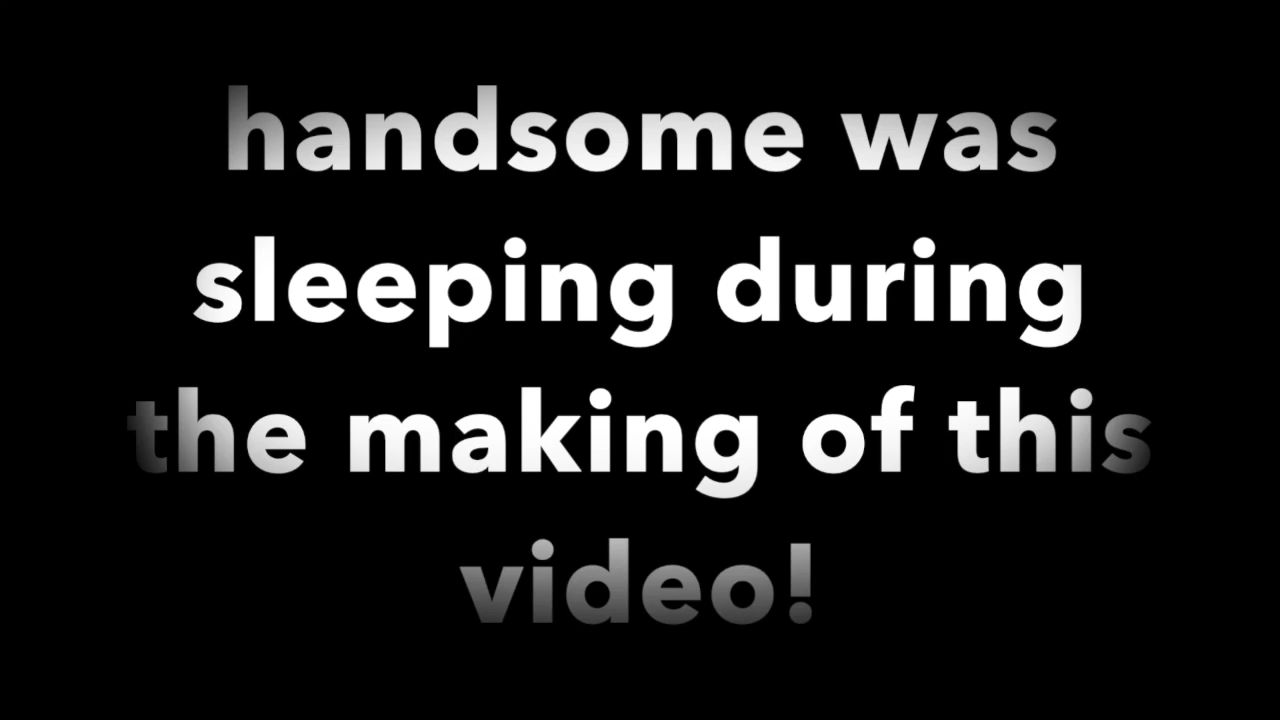 handsome was
sleeping during
the making of this
video!